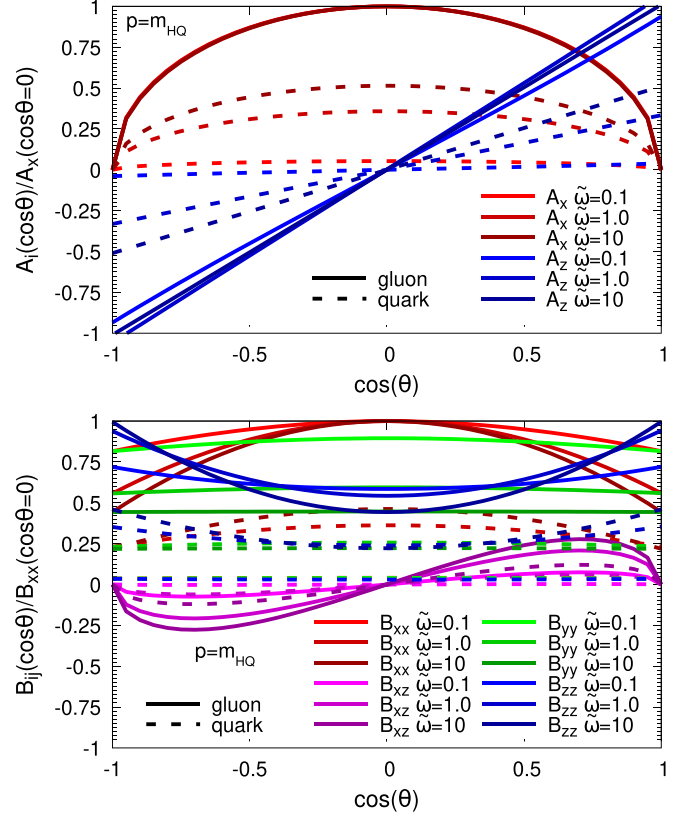 1
0.75
0.5
0.25
0
-0.25
-0.5
-0.75
-1
A_i(cosθ)/A_x(cosθ=0)
p=m_HQ
A_x ω̃=0.1
A_x ω̃=1.0
A_x ω̃=10
A_z ω̃=0.1
A_z ω̃=1.0
A_z ω̃=10
gluon
quark
-1 -0.5 0 0.5 1
cos(θ)
1
0.75
0.5
0.25
0
-0.25
-0.5
-0.75
-1
B_ij(cosθ)/B_xx(cosθ=0)
p=m_HQ
B_xx ω̃=0.1 B_yy ω̃=0.1
B_xx ω̃=1.0 B_yy ω̃=1.0
B_xx ω̃=10 B_yy ω̃=10
B_xz ω̃=0.1 B_zz ω̃=0.1
B_xz ω̃=1.0 B_zz ω̃=1.0
B_xz ω̃=10 B_zz ω̃=10
gluon
quark
-1 -0.5 0 0.5 1
cos(θ)